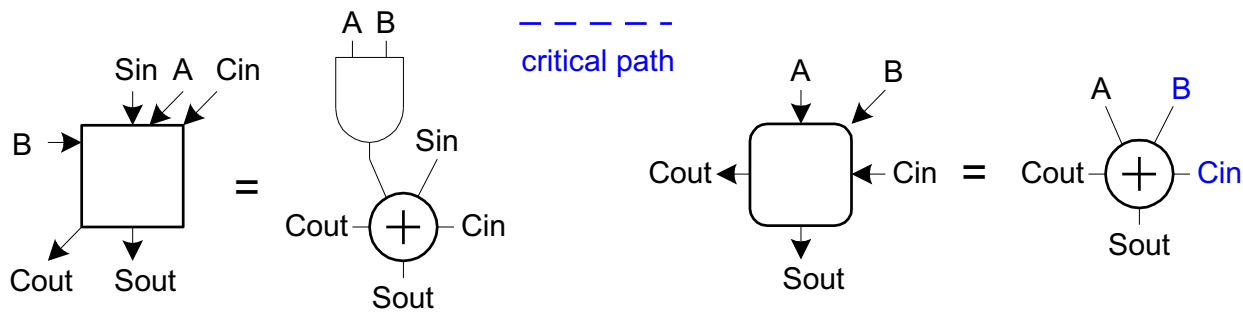 A B
critical path
Sin A Cin
B
Sin
=
Cout + Cin
Cout Sout
Sout
A B
Cout Cin
Sout
=
A B
Cout + Cin
Sout